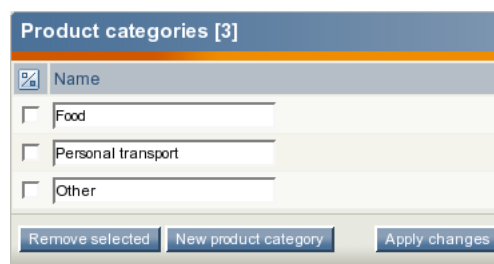 Product categories [3]
Name
Food
Personal transport
Other
Remove selected New product category Apply changes